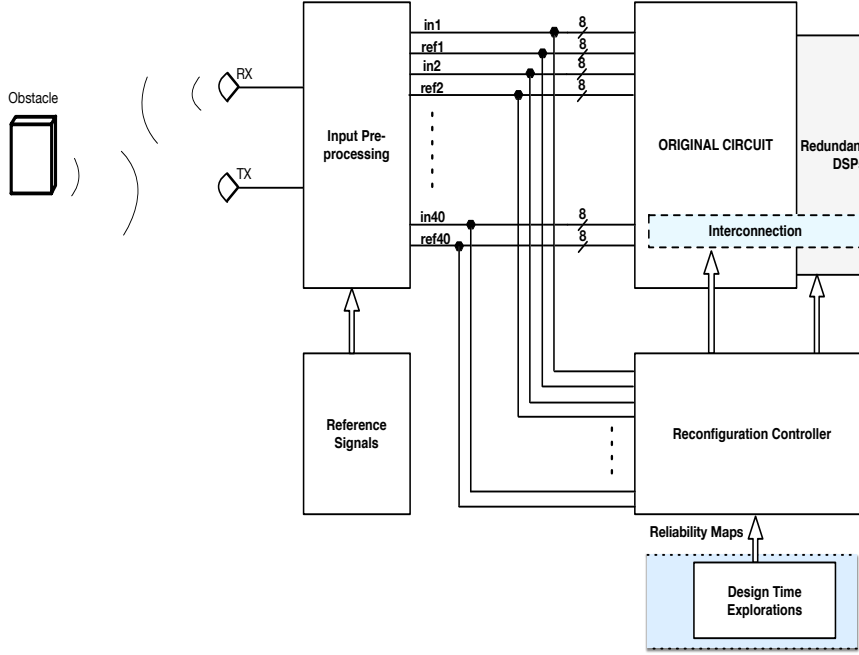 in1
8
ref1
8
in2
8
ref2
8
RX
Obstacle
TX
Input Pre-
processing
ORIGINAL CIRCUIT
in40
8
ref40
8
Interconnection
Reference
Signals
Reconfiguration Controller
Reliability Maps
Design Time
Explorations